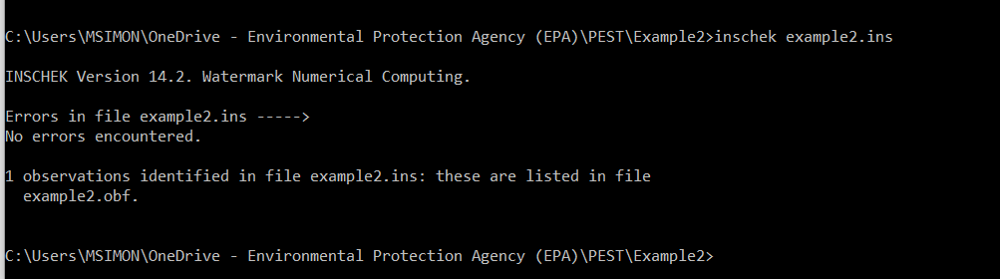 C:\Users\MSIMON\OneDrive - Environmental Protection Agency (EPA)\PEST\Example2>inschek example2.ins
INSCHEK Version 14.2. Watermark Numerical Computing.
Errors in file example2.ins ----->
No errors encountered.
1 observations identified in file example2.ins: these are listed in file
example2.obf.
C:\Users\MSIMON\OneDrive - Environmental Protection Agency (EPA)\PEST\Example2>